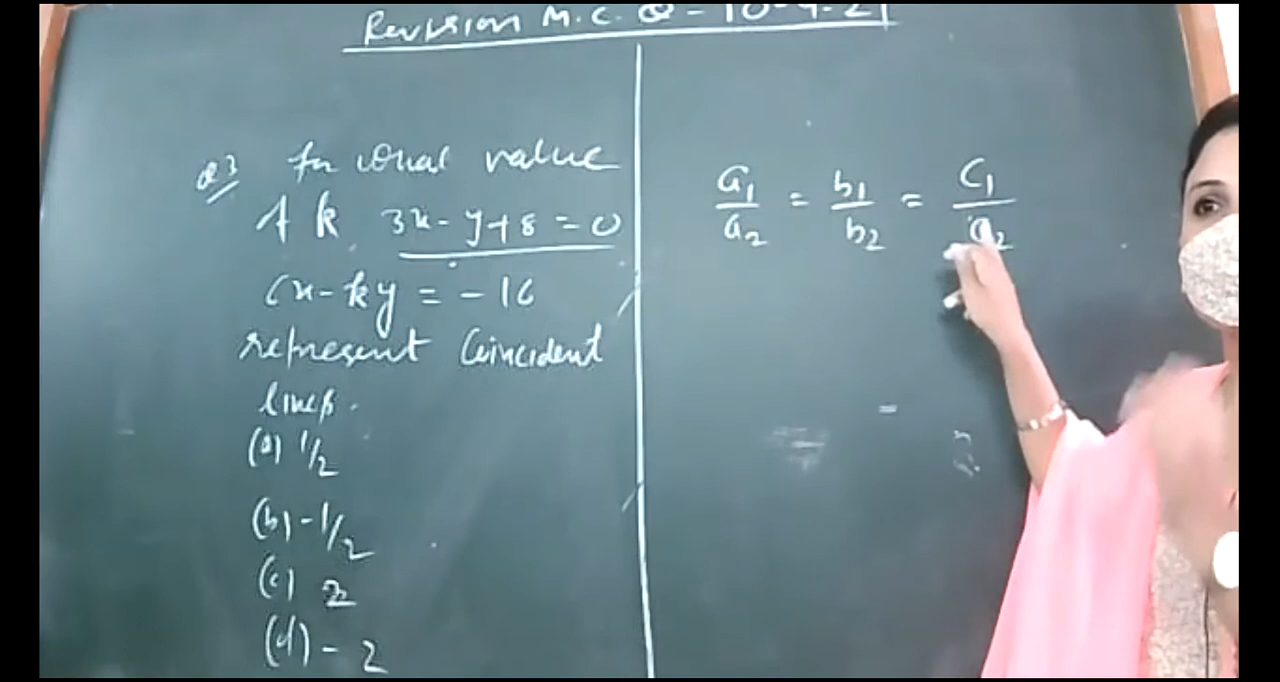 Revision M.C.Q - 10-9-21
Q3 for what value
of k 3x - y + 8 = 0
6x - ky = - 16
represent Coincident
lines.
(a) 1/2
(b) - 1/2
(c) 2
(d) - 2
a₁/a₂ = b₁/b₂ = C₁/c₂